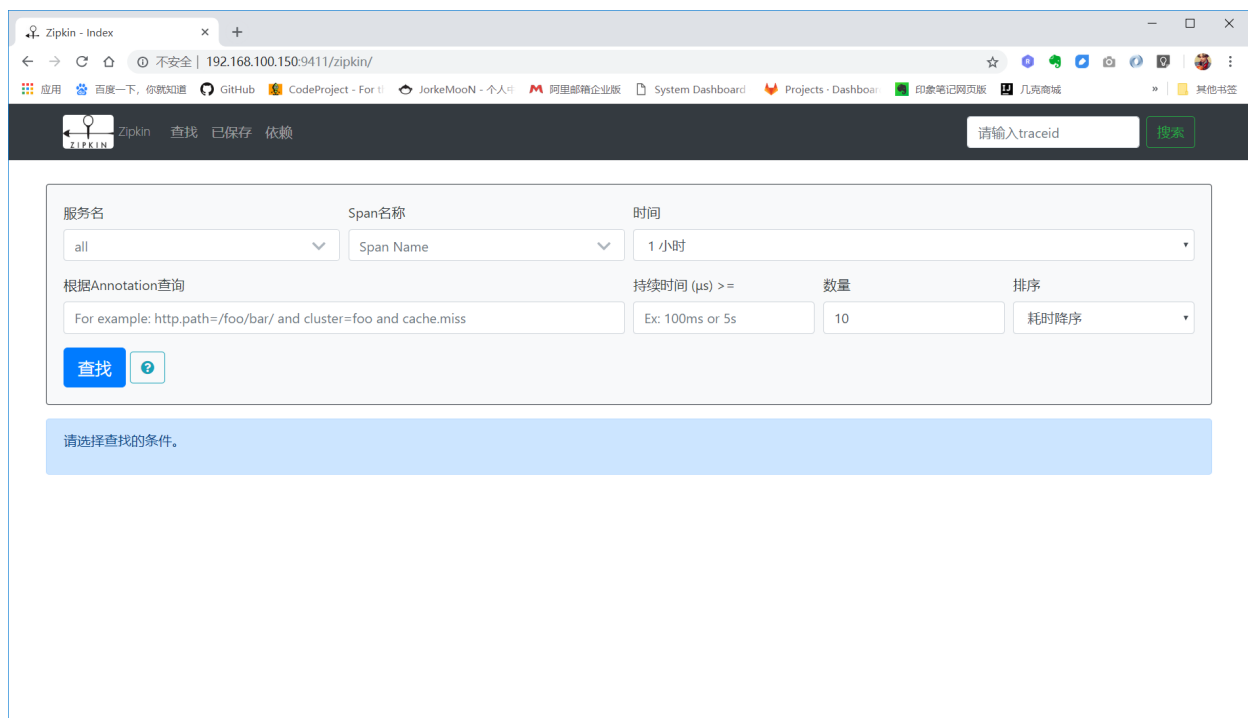 Zipkin - Index
不安全 | 192.168.100.150:9411/zipkin/
应用 百度一下，你就知道 GitHub CodeProject - For t JorkeMooN - 个人中 阿里邮箱企业版 System Dashboard Projects · Dashboar 印象笔记网页版 几克商城 » 其他书签
ZIPKIN Zipkin 查找 已保存 依赖 请输入traceid 搜索
服务名 Span名称 时间
all Span Name 1 小时
根据Annotation查询 持续时间 (μs) >= 数量 排序
For example: http.path=/foo/bar/ and cluster=foo and cache.miss Ex: 100ms or 5s 10 耗时降序
查找
请选择查找的条件。